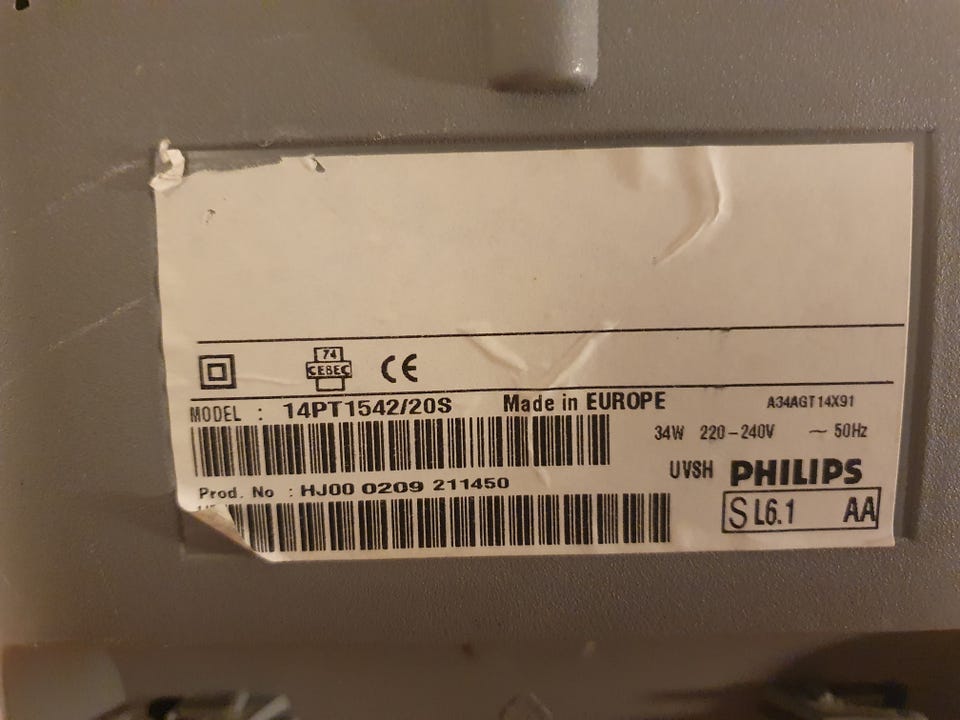 74
CEBEC
CE
MODEL : 14PT1542/20S Made in EUROPE A34AGT14X91
34W 220-240V ~ 50Hz
UVSH PHILIPS
Prod. No : HJ00 0209 211450
S L6.1 AA